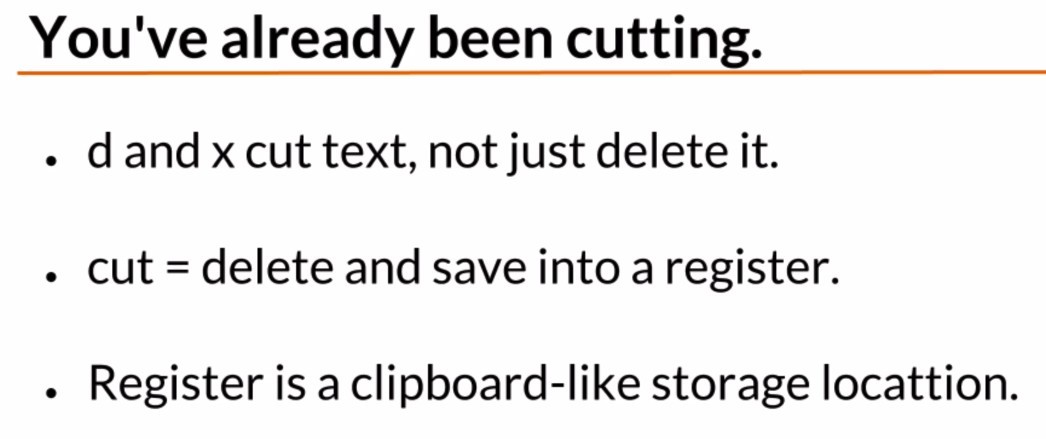 You've already been cutting.
• d and x cut text, not just delete it.
• cut = delete and save into a register.
• Register is a clipboard-like storage locattion.